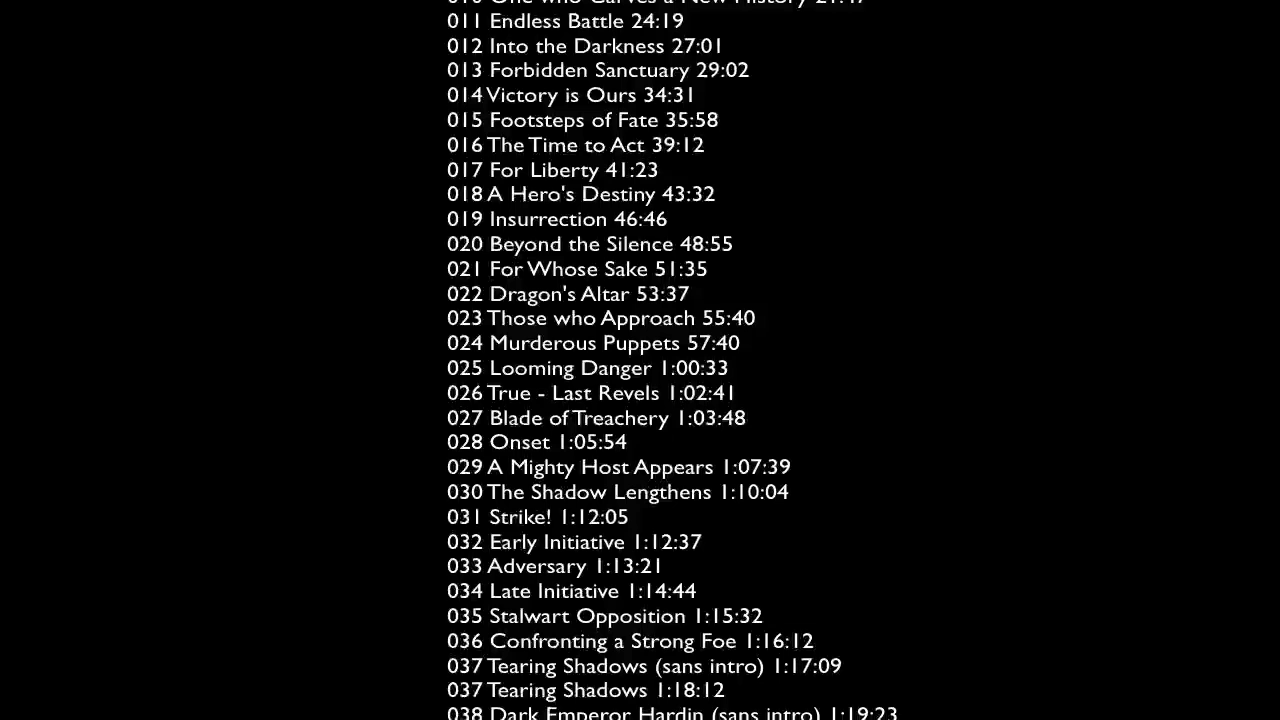 010 One who Carves a New History 21:47
011 Endless Battle 24:19
012 Into the Darkness 27:01
013 Forbidden Sanctuary 29:02
014 Victory is Ours 34:31
015 Footsteps of Fate 35:58
016 The Time to Act 39:12
017 For Liberty 41:23
018 A Hero's Destiny 43:32
019 Insurrection 46:46
020 Beyond the Silence 48:55
021 For Whose Sake 51:35
022 Dragon's Altar 53:37
023 Those who Approach 55:40
024 Murderous Puppets 57:40
025 Looming Danger 1:00:33
026 True - Last Revels 1:02:41
027 Blade of Treachery 1:03:48
028 Onset 1:05:54
029 A Mighty Host Appears 1:07:39
030 The Shadow Lengthens 1:10:04
031 Strike! 1:12:05
032 Early Initiative 1:12:37
033 Adversary 1:13:21
034 Late Initiative 1:14:44
035 Stalwart Opposition 1:15:32
036 Confronting a Strong Foe 1:16:12
037 Tearing Shadows (sans intro) 1:17:09
037 Tearing Shadows 1:18:12
038 Dark Emperor Hardin (sans intro) 1:19:23